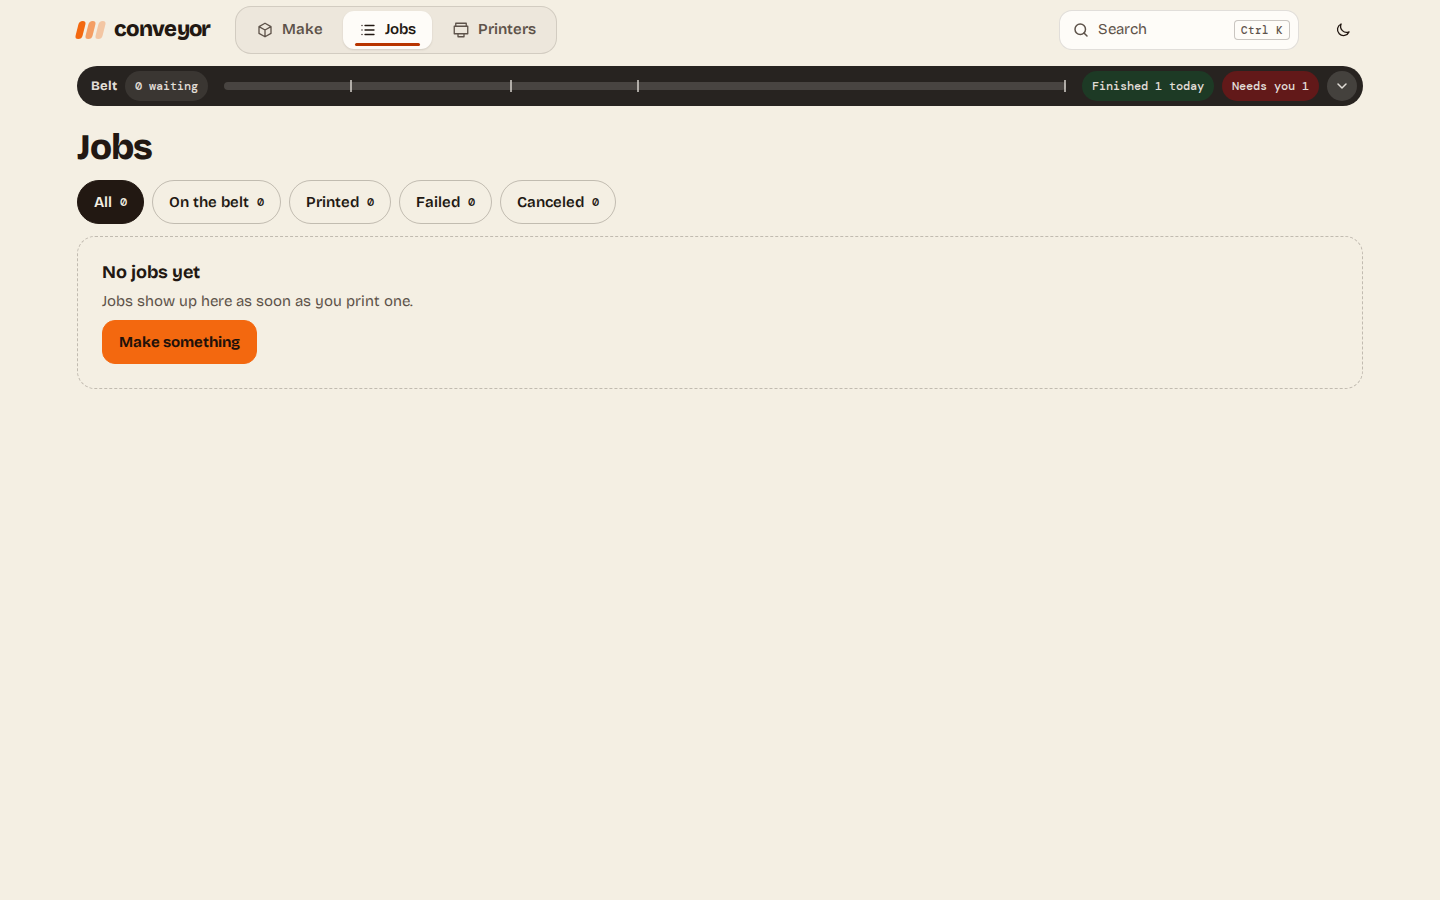 conveyor
Make
Jobs
Printers
Search
Ctrl K
Belt
0 waiting
Finished 1 today
Needs you 1
Jobs
All 0
On the belt 0
Printed 0
Failed 0
Canceled 0
No jobs yet
Jobs show up here as soon as you print one.
Make something